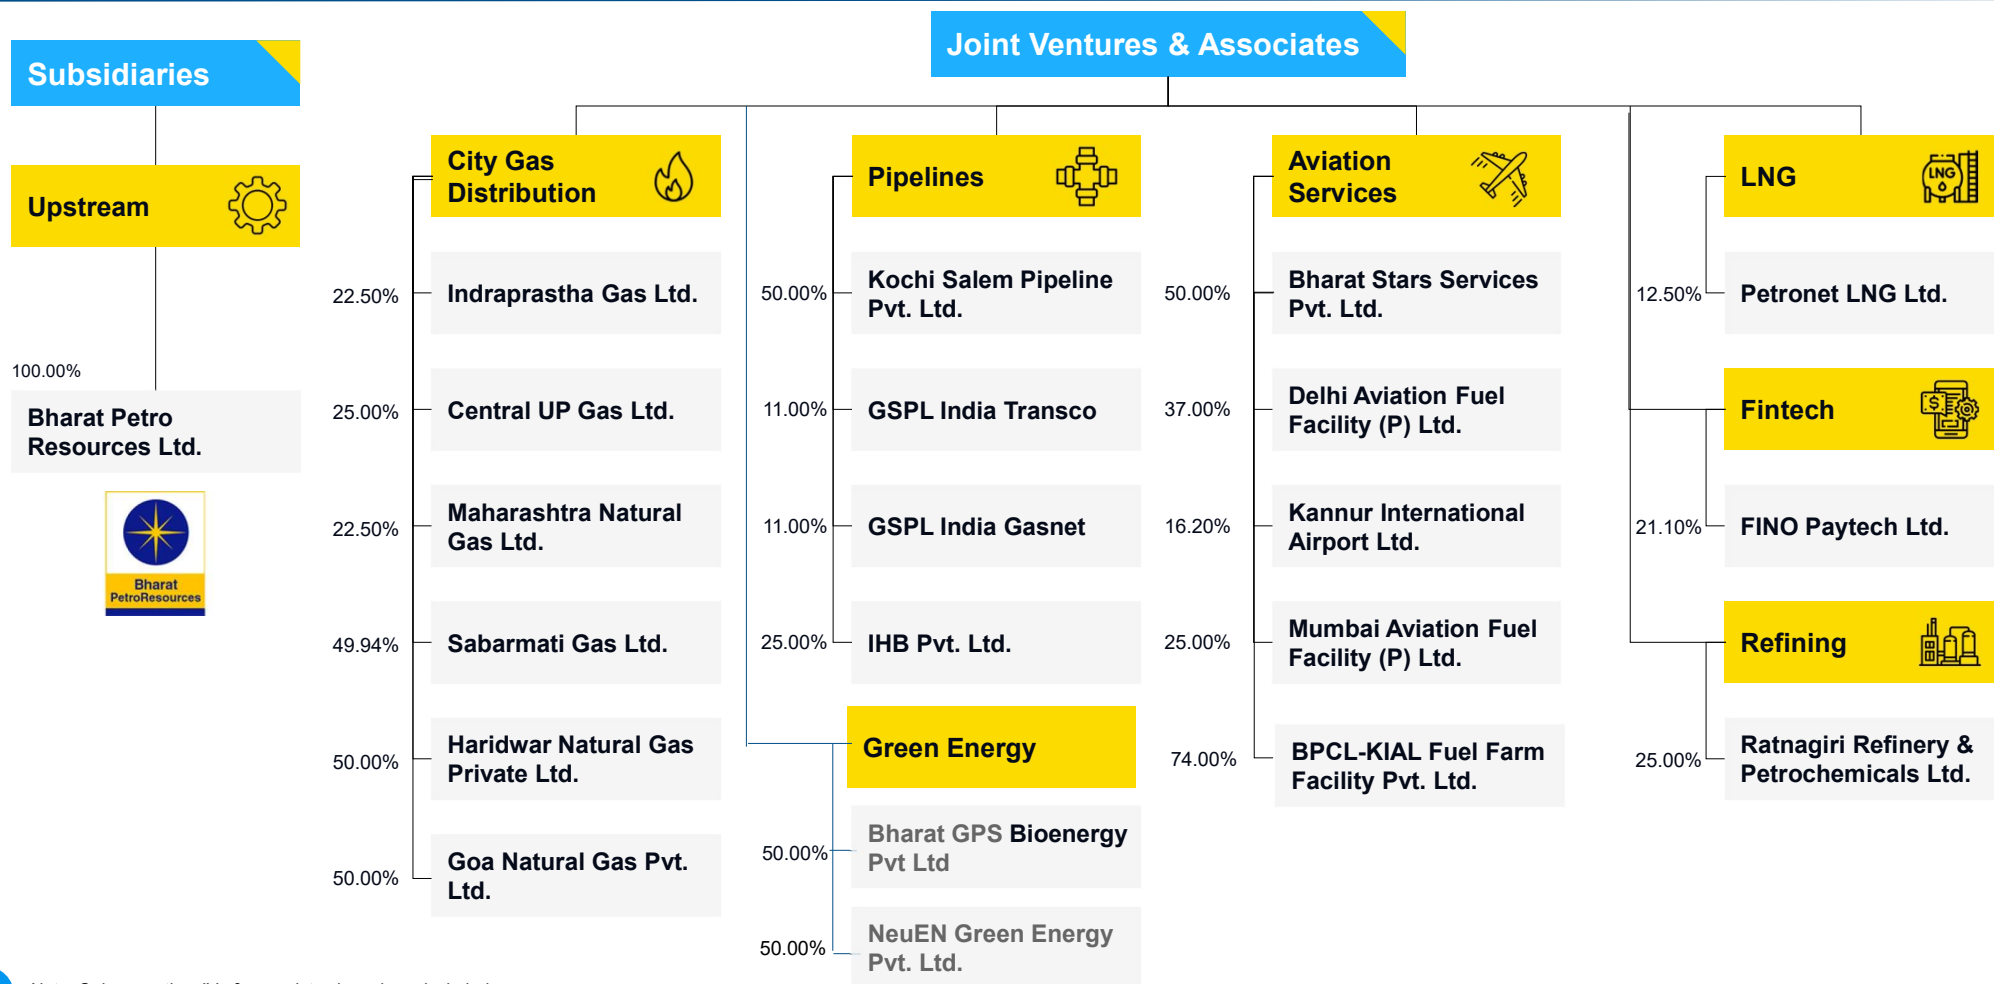 Joint Ventures & Associates
Subsidiaries
Upstream
100.00%
Bharat Petro
Resources Ltd.
Bharat
PetroResources
City Gas
Distribution
22.50%
Indraprastha Gas Ltd.
25.00%
Central UP Gas Ltd.
22.50%
Maharashtra Natural
Gas Ltd.
49.94%
Sabarmati Gas Ltd.
50.00%
Haridwar Natural Gas
Private Ltd.
50.00%
Goa Natural Gas Pvt.
Ltd.
Pipelines
50.00%
Kochi Salem Pipeline
Pvt. Ltd.
11.00%
GSPL India Transco
11.00%
GSPL India Gasnet
25.00%
IHB Pvt. Ltd.
Green Energy
50.00%
Bharat GPS Bioenergy
Pvt Ltd
50.00%
NeuEN Green Energy
Pvt. Ltd.
Aviation
Services
50.00%
Bharat Stars Services
Pvt. Ltd.
37.00%
Delhi Aviation Fuel
Facility (P) Ltd.
16.20%
Kannur International
Airport Ltd.
25.00%
Mumbai Aviation Fuel
Facility (P) Ltd.
74.00%
BPCL-KIAL Fuel Farm
Facility Pvt. Ltd.
LNG
LNG
12.50%
Petronet LNG Ltd.
Fintech
$
21.10%
FINO Paytech Ltd.
Refining
25.00%
Ratnagiri Refinery &
Petrochemicals Ltd.